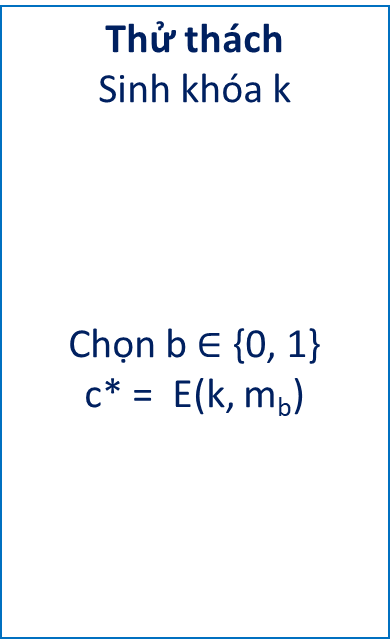 Thử thách
Sinh khóa k
Chọn b ∈ {0, 1}
c* = E(k, m_b)